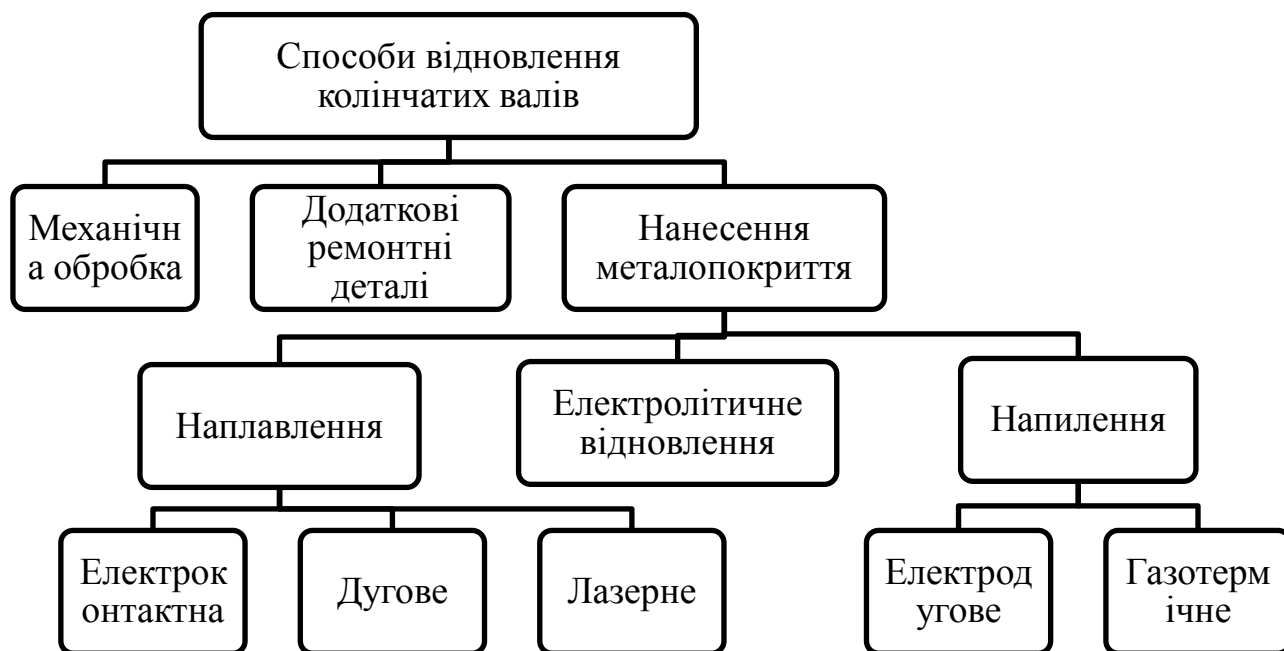 Способи відновлення
колінчатих валів
Механічн
а обробка
Додаткові
ремонтні
деталі
Нанесення
металопокриття
Наплавлення
Електролітичне
відновлення
Напилення
Електрок
онтактна
Дугове
Лазерне
Електрод
угове
Газотерм
ічне